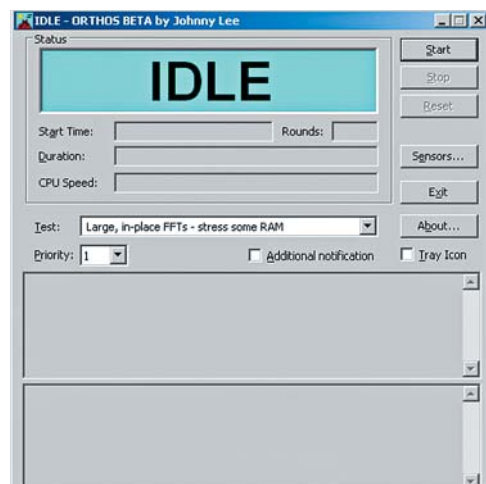 IDLE - ORTHOS BETA by Johnny Lee
Status
IDLE
Start
Stop
Reset
Start Time:
Rounds:
Duration:
Sensors...
CPU Speed:
Exit
Test: Large, in-place FFTs - stress some RAM
About...
Priority: 1
Additional notification
Tray Icon